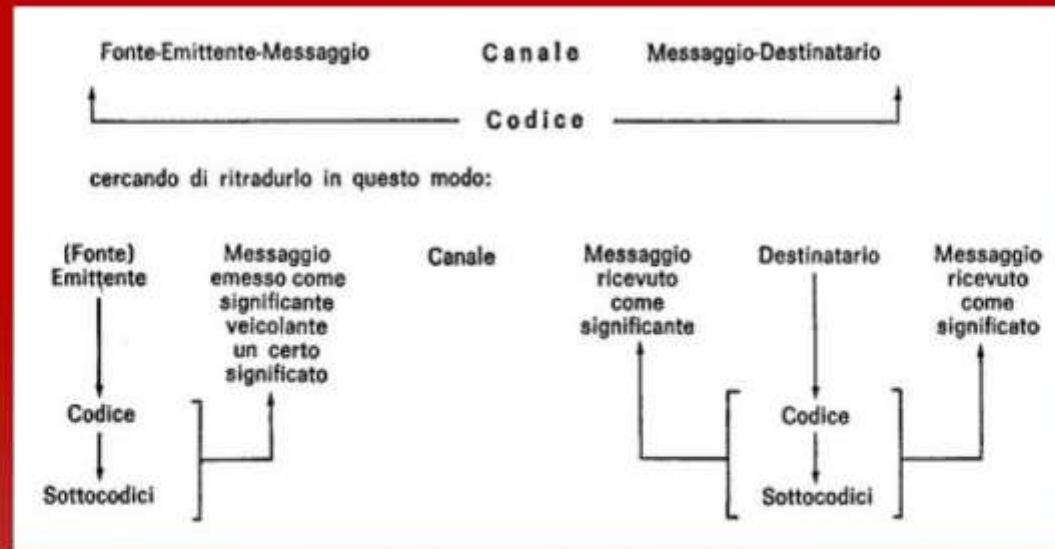 Fonte-Emittente-Messaggio Canale Messaggio-Destinatario
Codice
cercando di ritradurlo in questo modo:
(Fonte)
Emittente
Messaggio
emesso come
significante
veicolante
un certo
significato
Canale
Messaggio
ricevuto
come
significante
Destinatario
Messaggio
ricevuto
come
significato
Codice
Sottocodici
Codice
Sottocodici